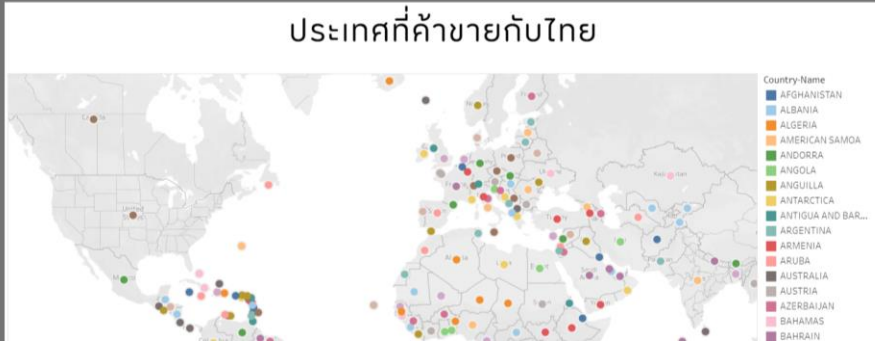 ประเทศที่ค้าขายกับไทย
Country-Name
AFGHANISTAN
ALBANIA
ALGERIA
AMERICAN SAMOA
ANDORRA
ANGOLA
ANGUILLA
ANTARCTICA
ANTIGUA AND BAR...
ARGENTINA
ARMENIA
ARUBA
AUSTRALIA
AUSTRIA
AZERBAIJAN
BAHAMAS
BAHRAIN